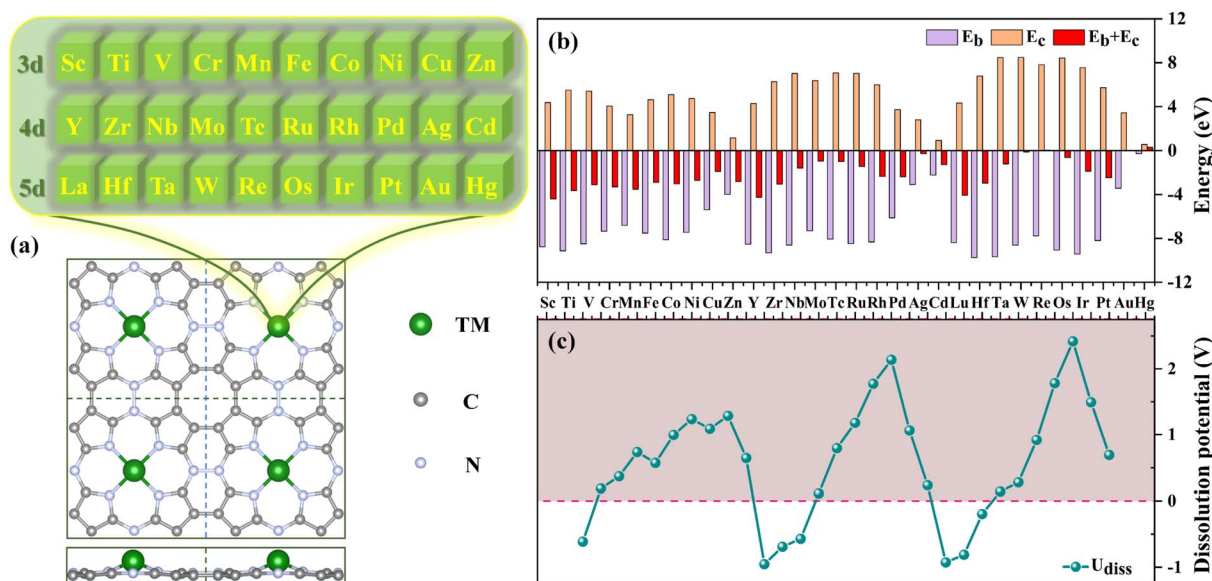 3d Sc Ti V Cr Mn Fe Co Ni Cu Zn
4d Y Zr Nb Mo Tc Ru Rh Pd Ag Cd
5d La Hf Ta W Re Os Ir Pt Au Hg
(a)
TM
C
N
(b)
Eb Ec Eb+Ec
12
8
4
0
-4
-8
-12
Energy (eV)
Sc Ti V Cr Mn Fe Co Ni Cu Zn Y Zr Nb Mo Tc Ru Rh Pd Ag Cd Lu Hf Ta W Re Os Ir Pt Au Hg
(c)
2
1
0
-1
Dissolution potential (V)
Udiss